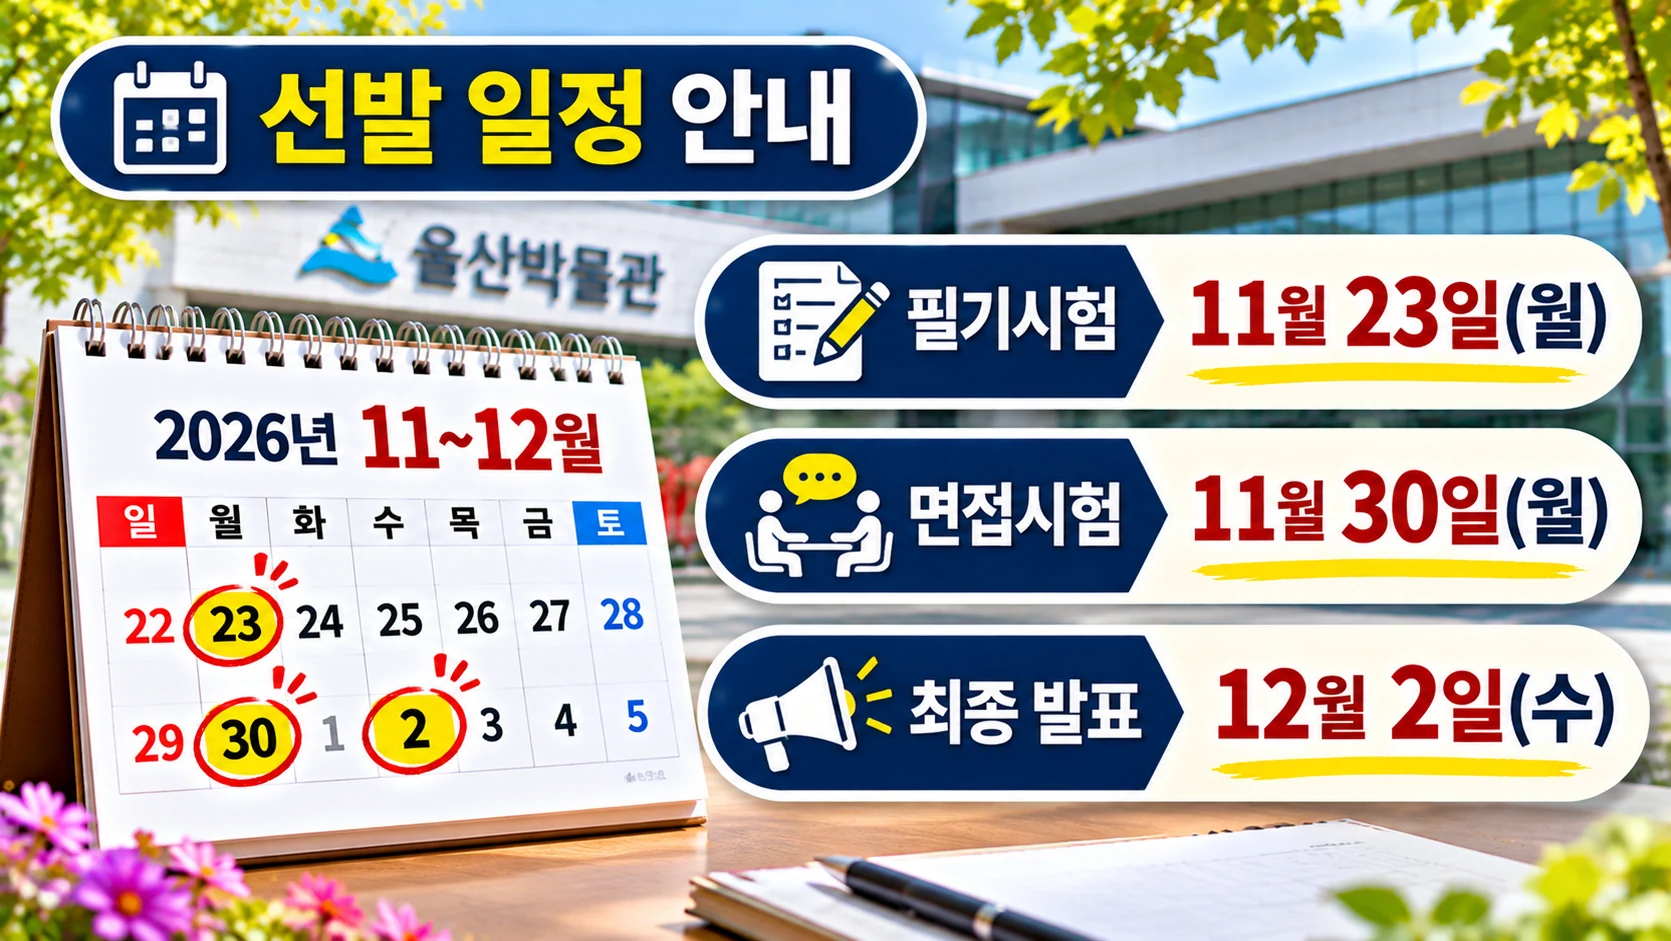 선발 일정 안내
울산박물관
2026년 11~12월
일 월 화 수 목 금 토
22 23 24 25 26 27 28
29 30 1 2 3 4 5
필기시험 11월 23일(월)
면접시험 11월 30일(월)
최종 발표 12월 2일(수)